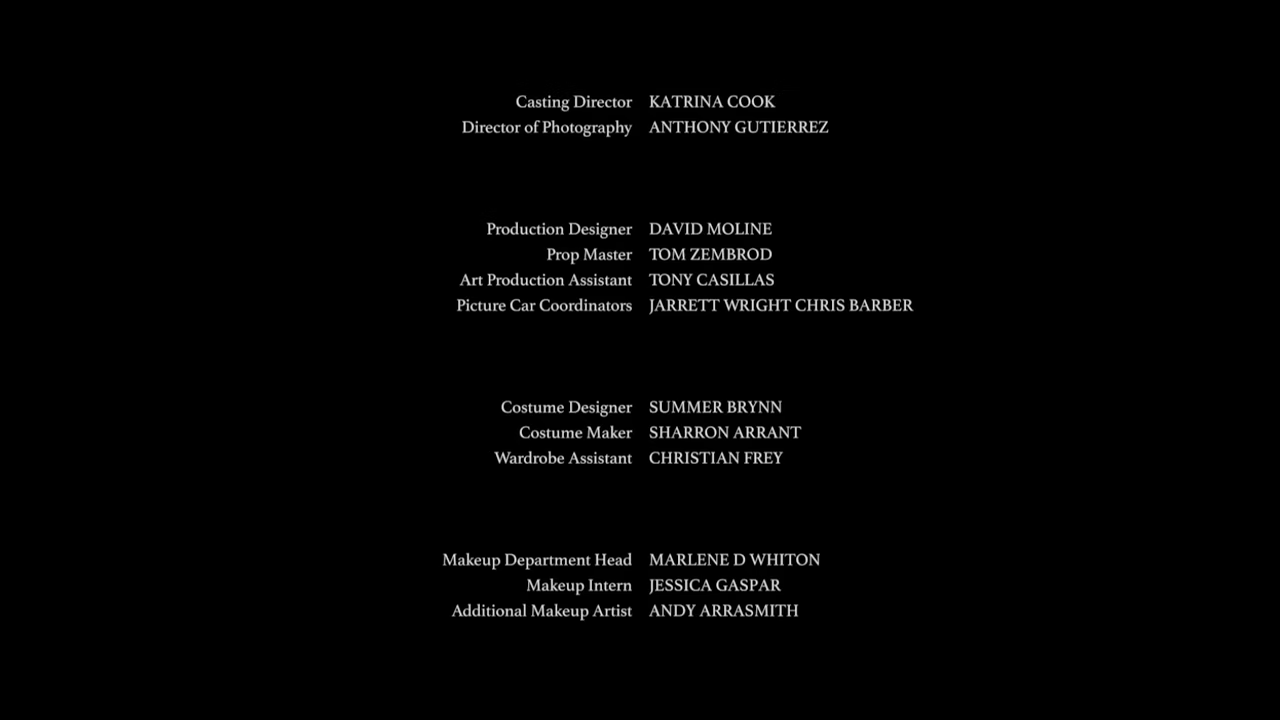 Casting Director KATRINA COOK
Director of Photography ANTHONY GUTIERREZ
Production Designer DAVID MOLINE
Prop Master TOM ZEMBROD
Art Production Assistant TONY CASILLAS
Picture Car Coordinators JARRETT WRIGHT CHRIS BARBER
Costume Designer SUMMER BRYNN
Costume Maker SHARRON ARRANT
Wardrobe Assistant CHRISTIAN FREY
Makeup Department Head MARLENE D WHITON
Makeup Intern JESSICA GASPAR
Additional Makeup Artist ANDY ARRASMITH